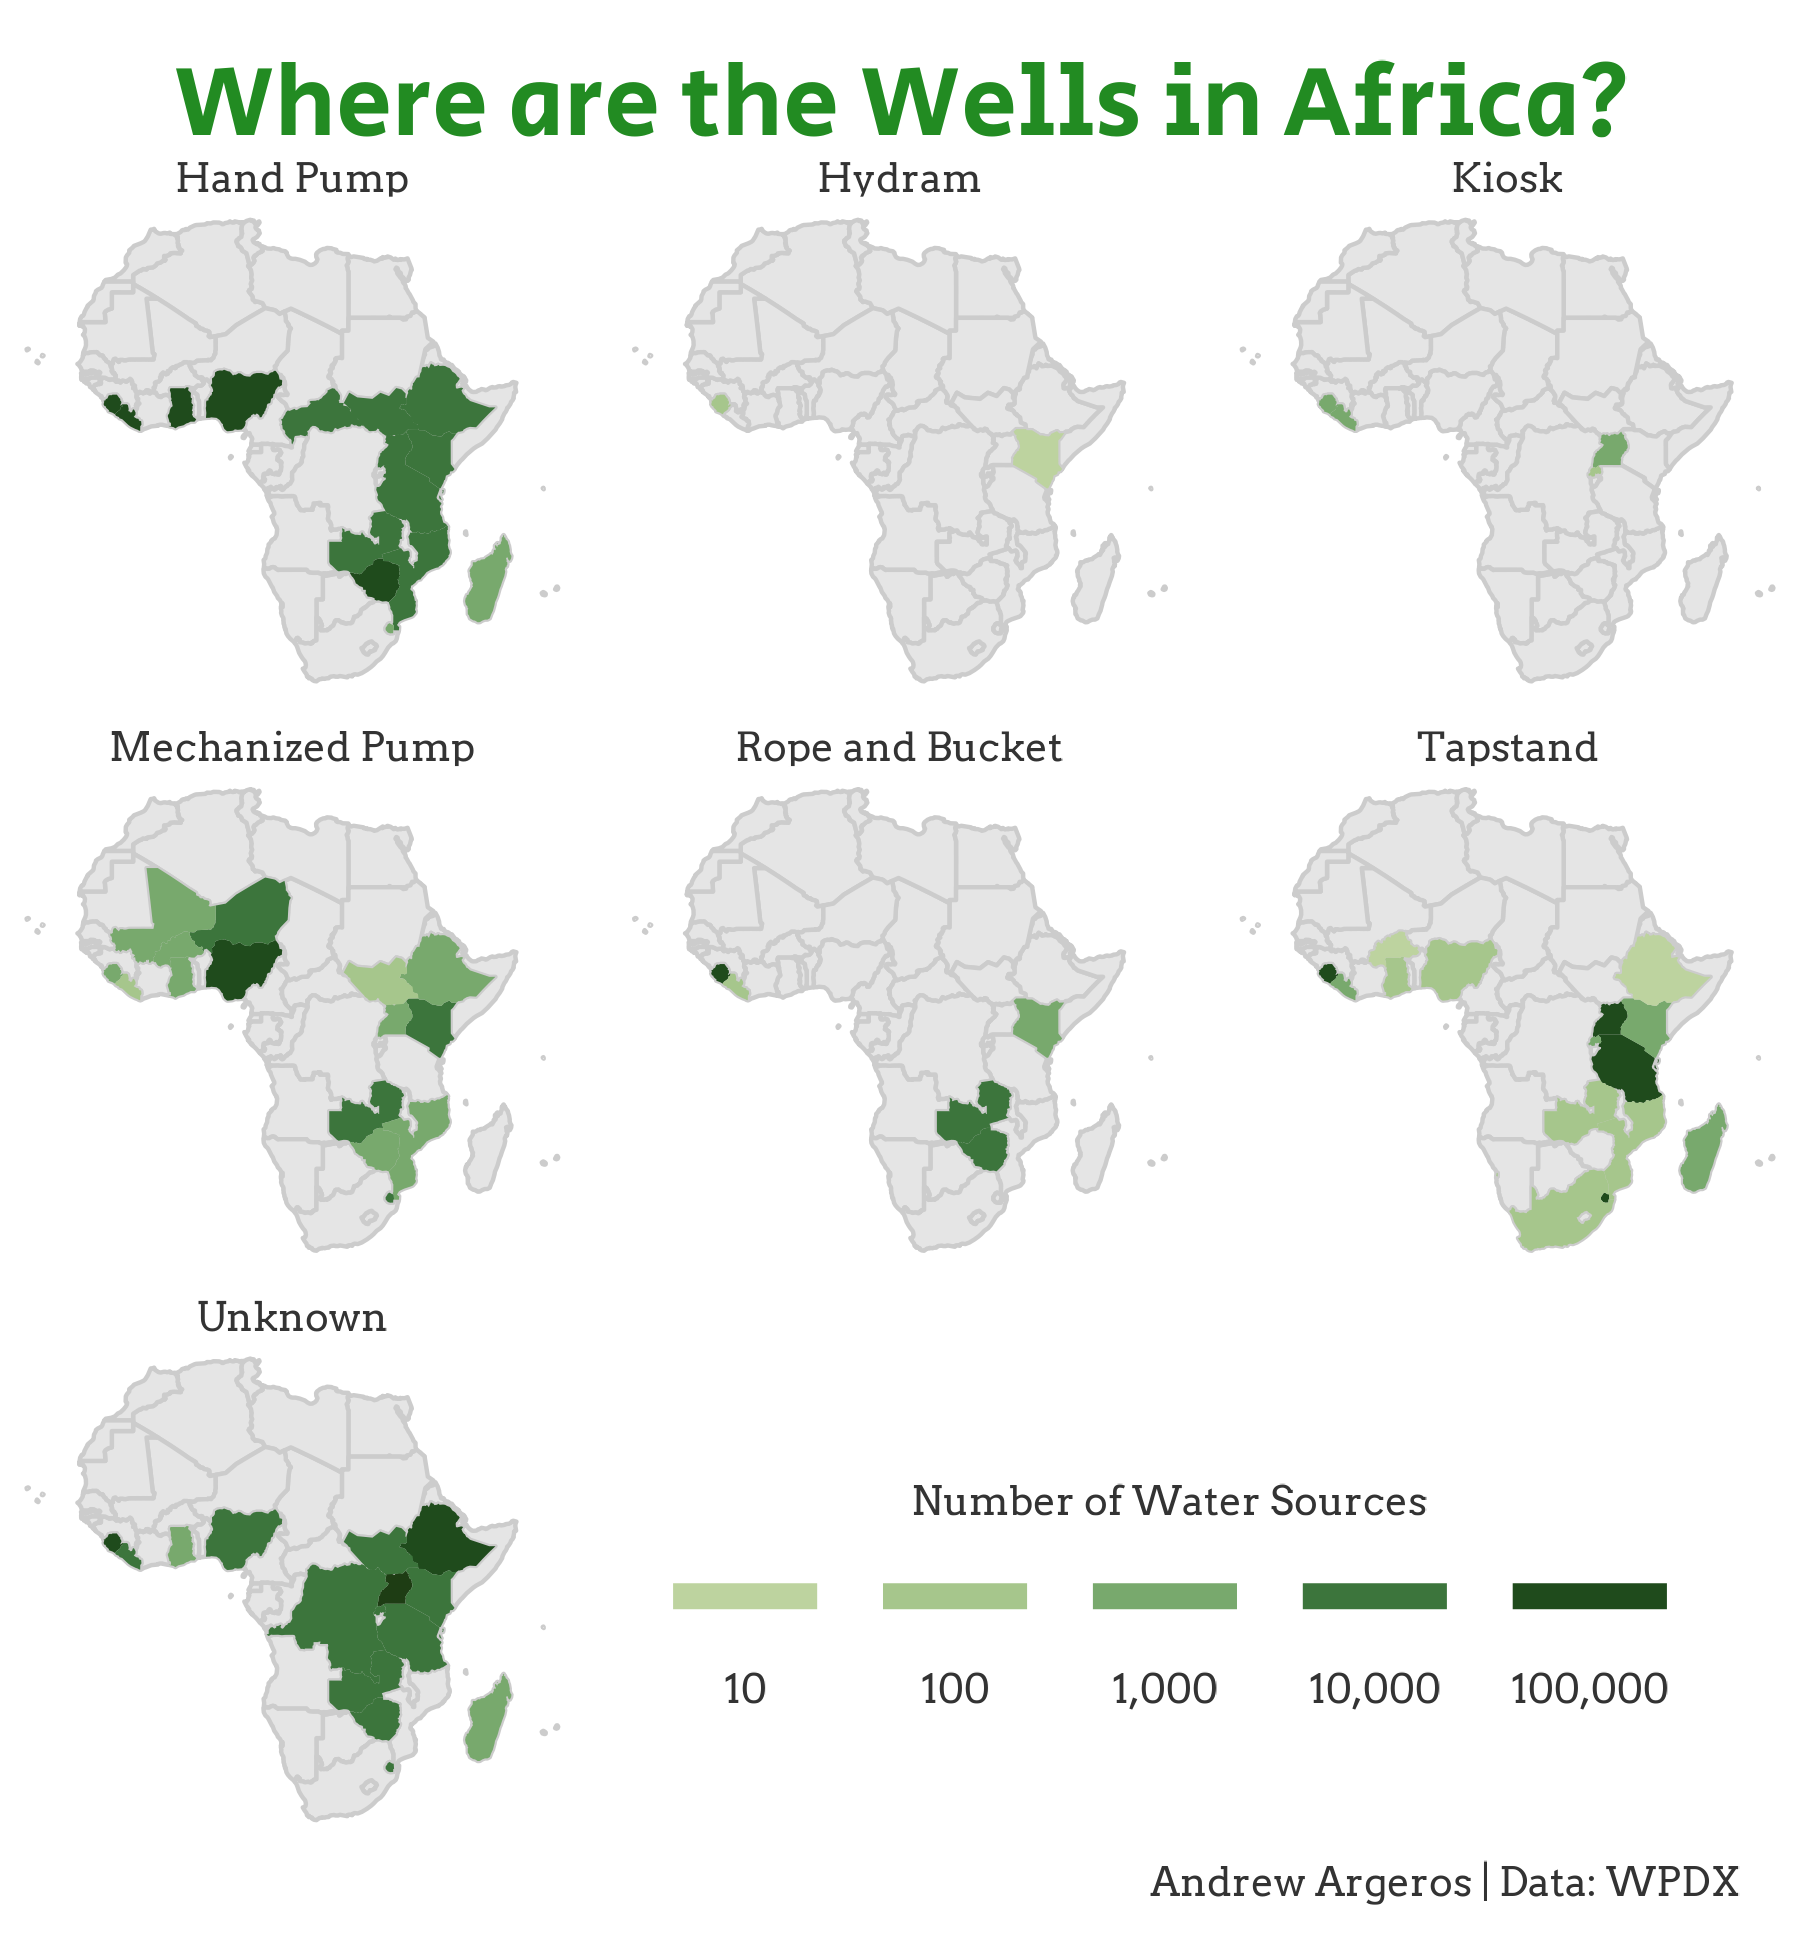 Where are the Wells in Africa?
Hand Pump
Hydram
Kiosk
Mechanized Pump
Rope and Bucket
Tapstand
Unknown
Number of Water Sources
10
100
1,000
10,000
100,000
Andrew Argeros | Data: WPDX